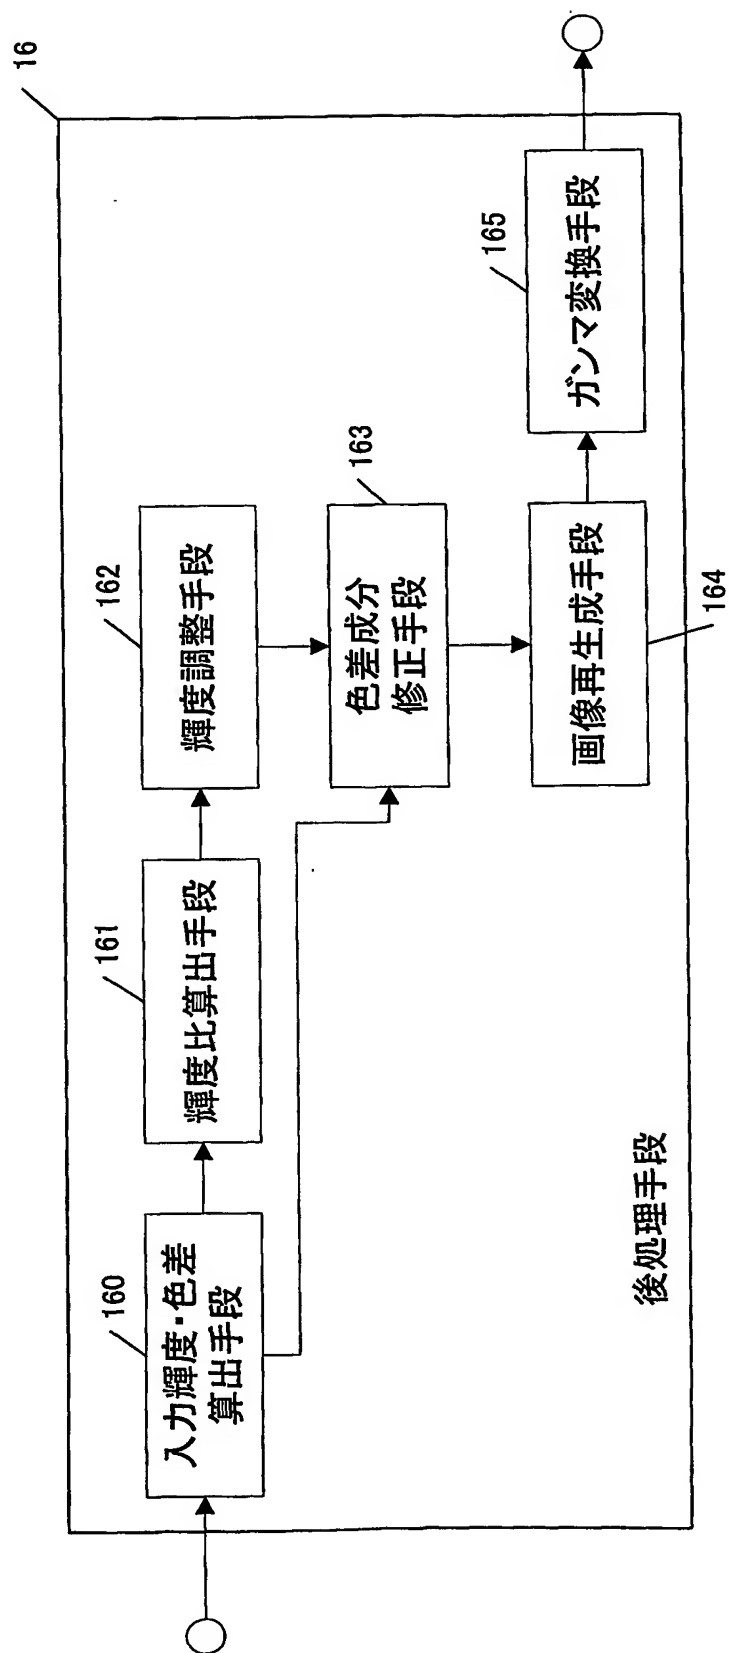 16
160
入力輝度・色差
算出手段
161
輝度比算出手段
162
輝度調整手段
163
色差成分
修正手段
画像再生成手段
164
165
ガンマ変換手段
後処理手段